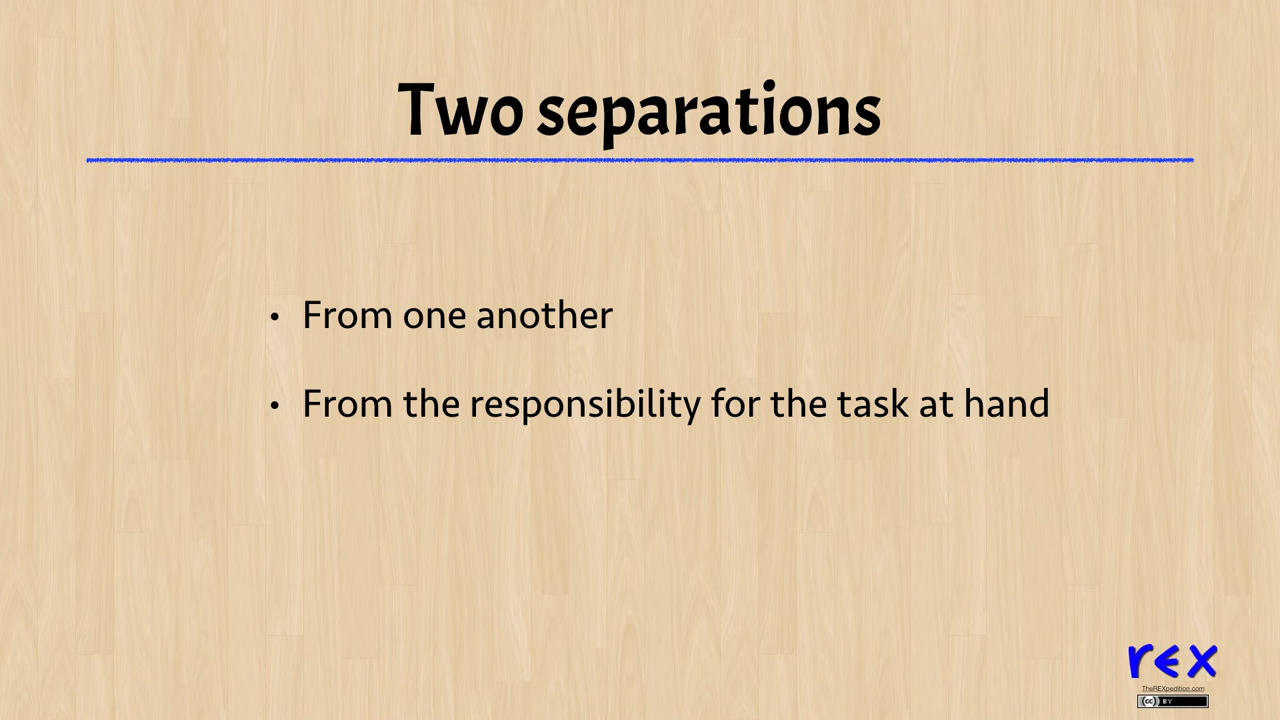 Two separations
• From one another
• From the responsibility for the task at hand
rex
TheREXpedition.com
cc BY